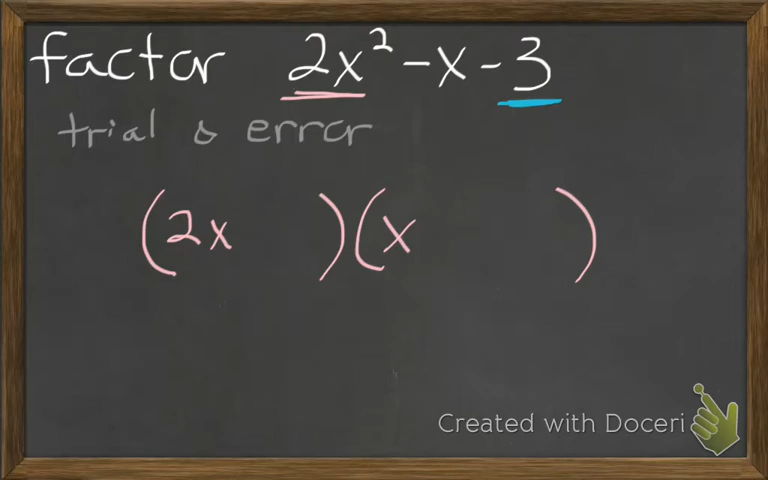 factor 2x² - x - 3
trial & error
(2x )(x )
Created with Doceri